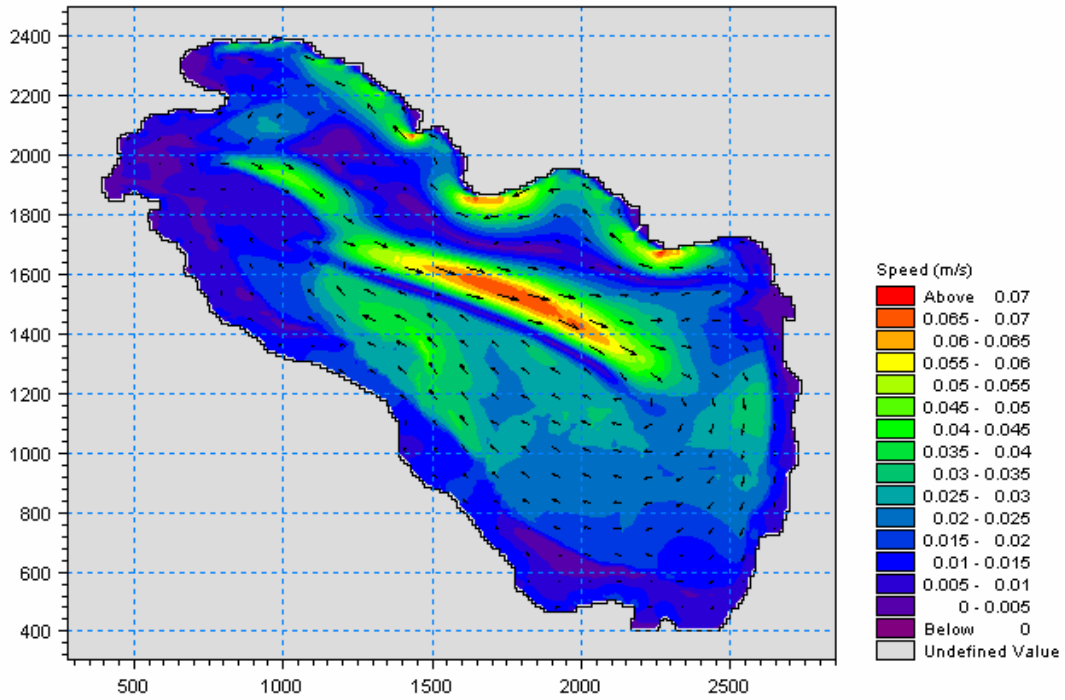 2400
2200
2000
1800
1600
1400
1200
1000
800
600
400
500
1000
1500
2000
2500
Speed (m/s)
Above 0.07
0.065 - 0.07
0.06 - 0.065
0.055 - 0.06
0.05 - 0.055
0.045 - 0.05
0.04 - 0.045
0.035 - 0.04
0.03 - 0.035
0.025 - 0.03
0.02 - 0.025
0.015 - 0.02
0.01 - 0.015
0.005 - 0.01
0 - 0.005
Below 0
Undefined Value